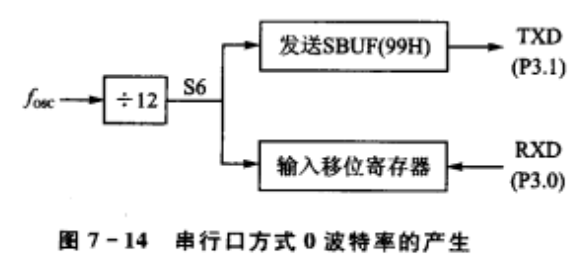 发送SBUF(99H)
TXD
(P3.1)
fosc
÷12
S6
输入移位寄存器
RXD
(P3.0)
图 7-14 串行口方式 0 波特率的产生